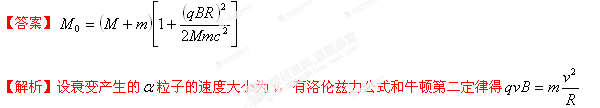 【答案】 M₀ = (M + m)[1 + (qBR)²/(2Mmc²)]
【解析】设衰变产生的α粒子的速度大小为 v 有洛伦兹力公式和牛顿第二定律得 qvB = m v²/R